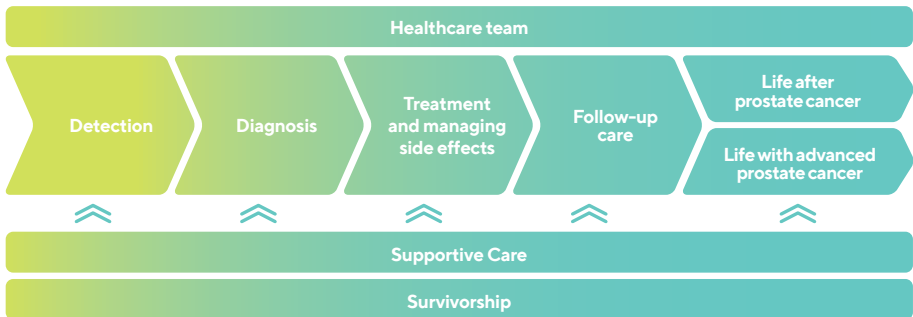 Healthcare team
Detection
Diagnosis
Treatment
and managing
side effects
Follow-up
care
Life after
prostate cancer
Life with advanced
prostate cancer
Supportive Care
Survivorship